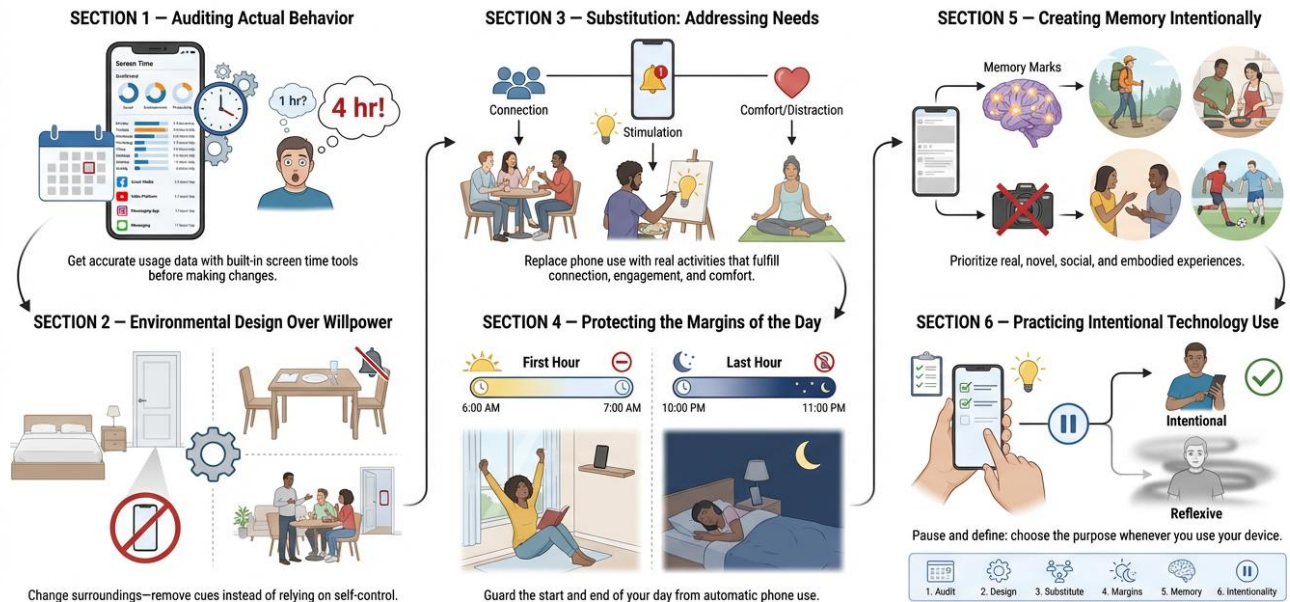 SECTION 1 — Auditing Actual Behavior
Screen Time
1 hr?
4 hr!
Social Media
Messaging App
Messaging
Get accurate usage data with built-in screen time tools
before making changes.
SECTION 2 — Environmental Design Over Willpower
Change surroundings—remove cues instead of relying on self-control.
SECTION 3 — Substitution: Addressing Needs
1
Connection
Stimulation
Comfort/Distraction
Replace phone use with real activities that fulfill
connection, engagement, and comfort.
SECTION 4 — Protecting the Margins of the Day
First Hour
6:00 AM
7:00 AM
Last Hour
10:00 PM
11:00 PM
Guard the start and end of your day from automatic phone use.
SECTION 5 — Creating Memory Intentionally
Memory Marks
Prioritize real, novel, social, and embodied experiences.
SECTION 6 — Practicing Intentional Technology Use
Intentional
Reflexive
Pause and define: choose the purpose whenever you use your device.
1. Audit
2. Design
3. Substitute
4. Margins
5. Memory
6. Intentionality